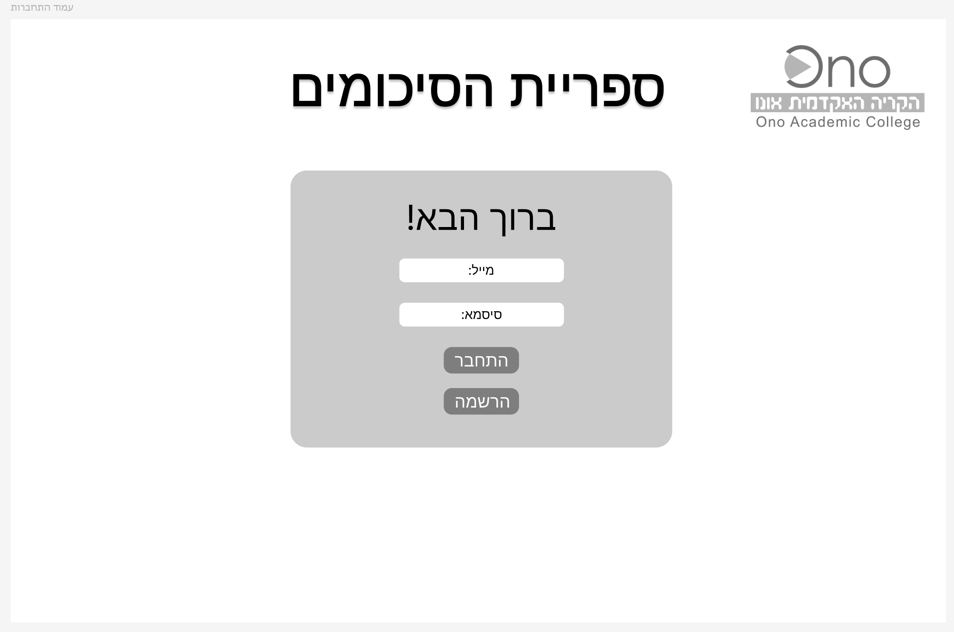 עמוד התחברות
Ono
הקריה האקדמית אונו
Ono Academic College
ספריית הסיכומים
ברוך הבא!
מייל:
סיסמא:
התחבר
הרשמה